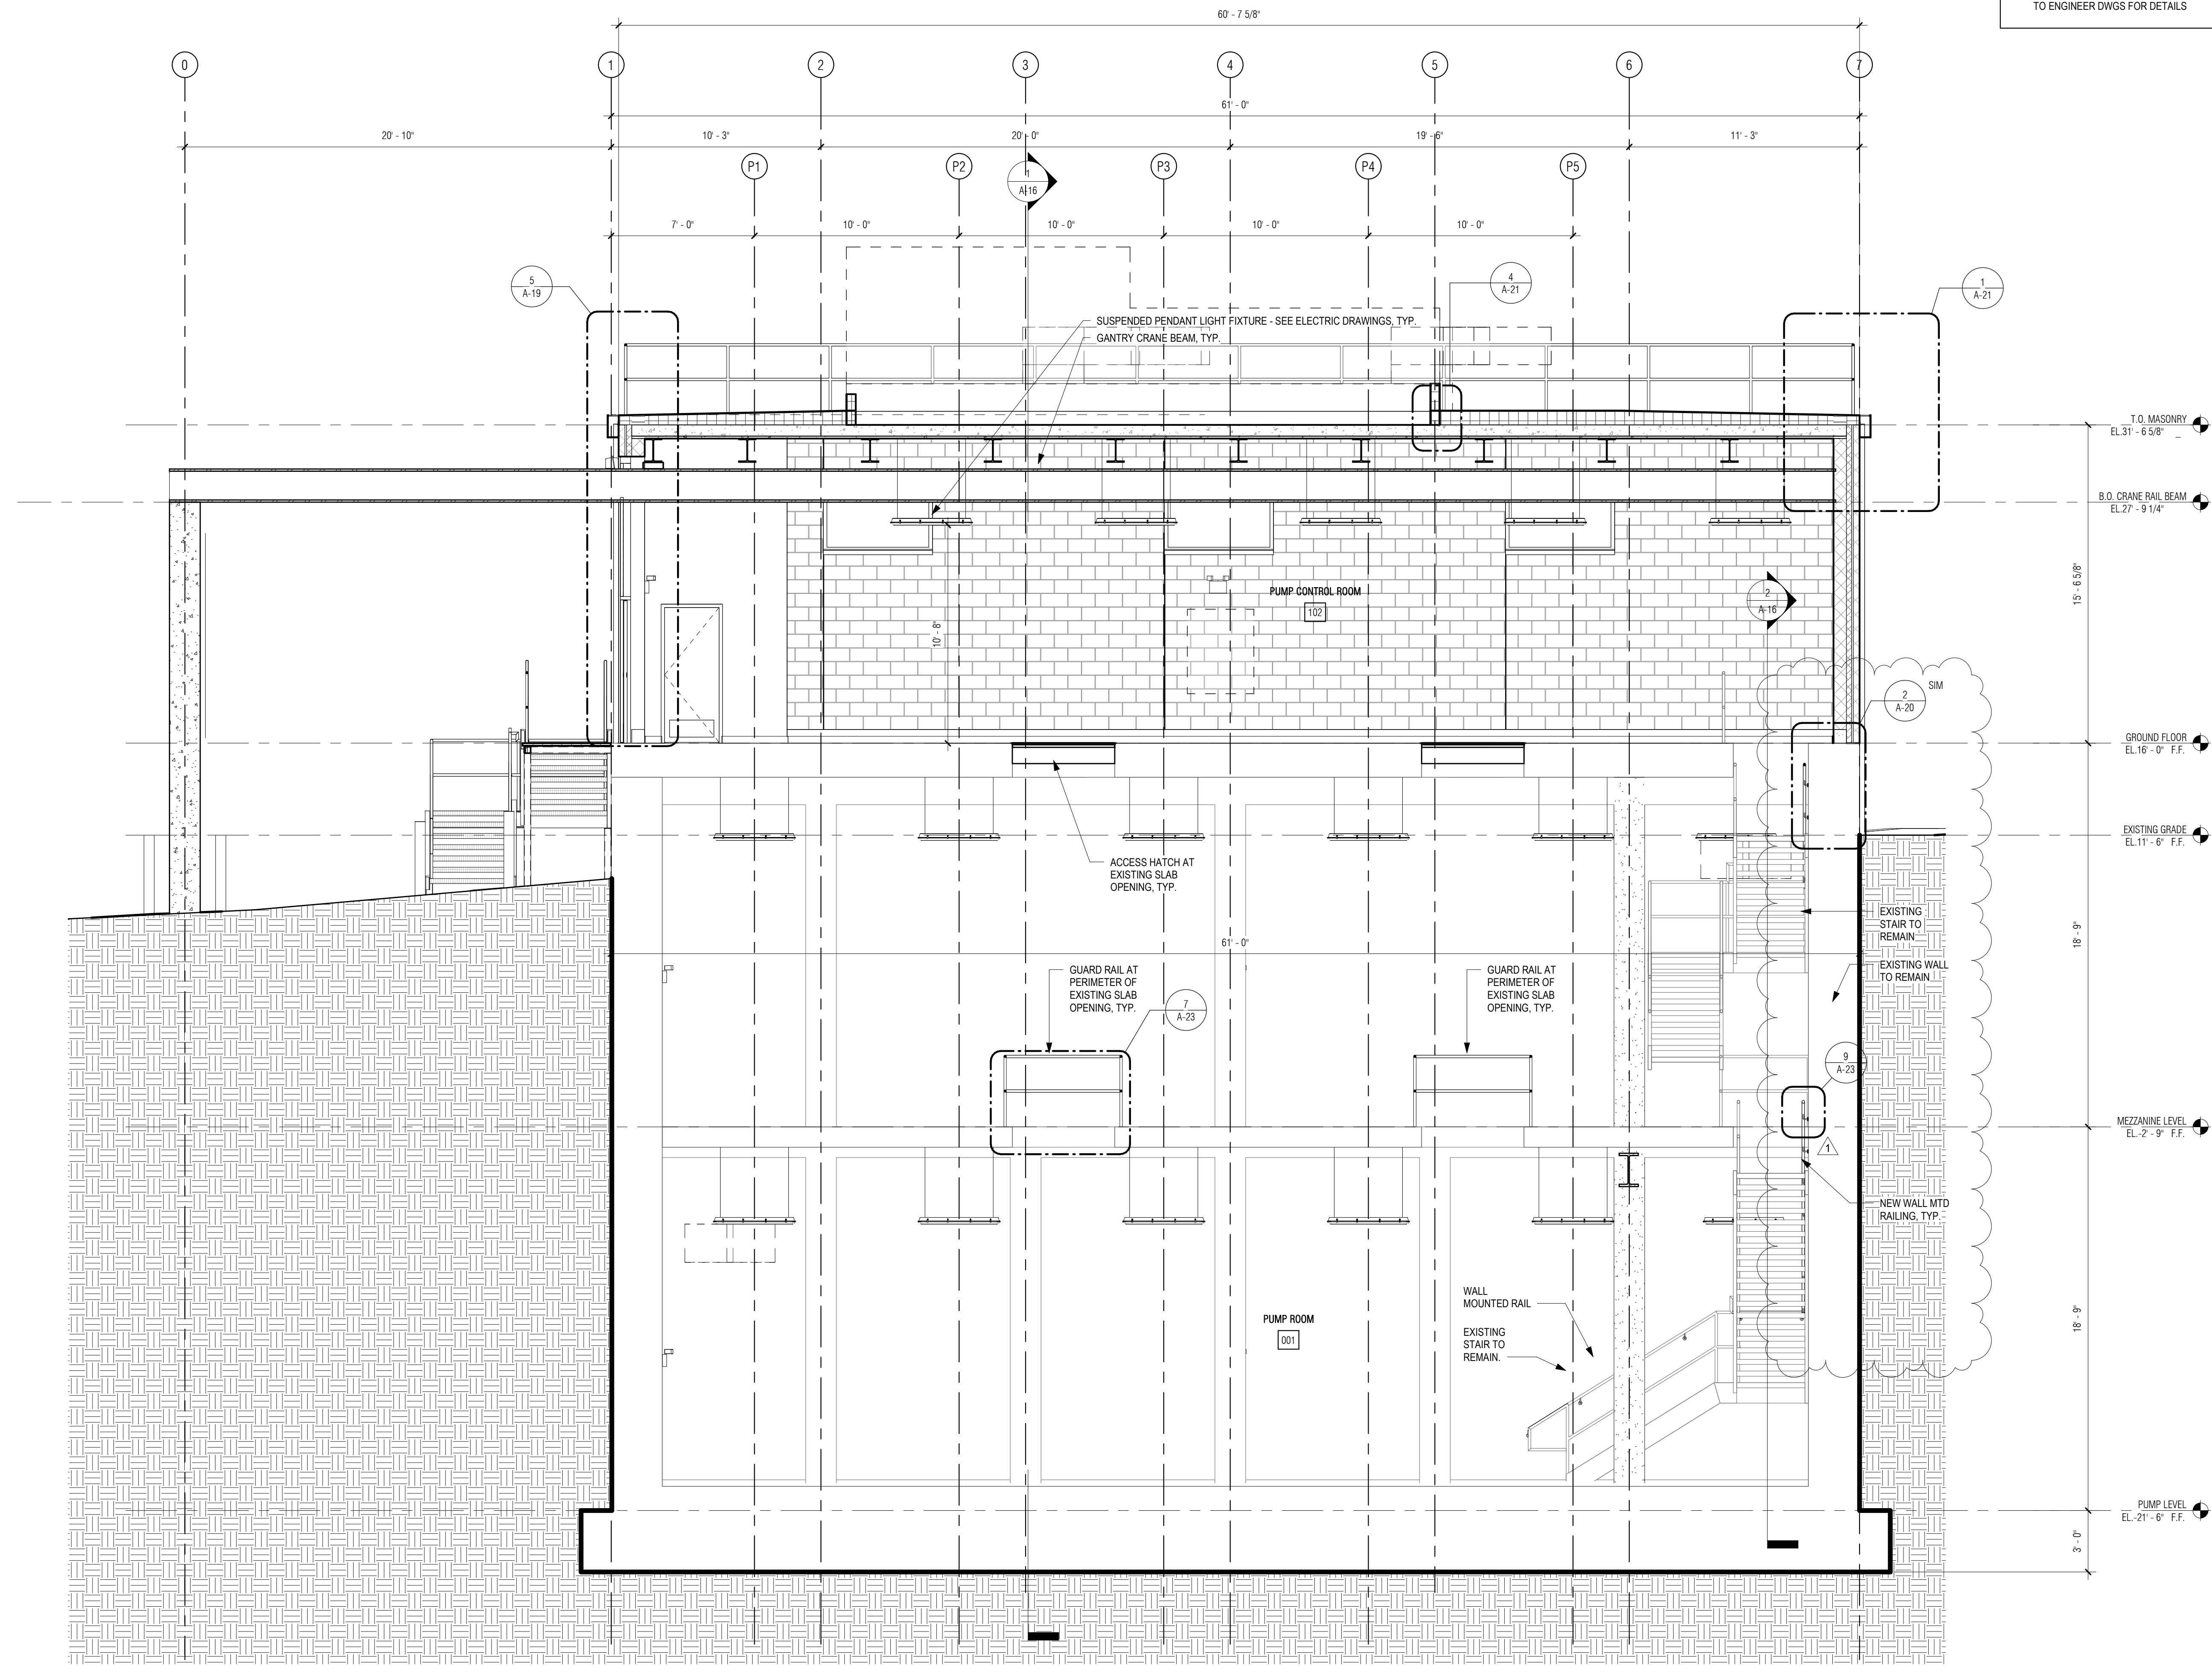 TO ENGINEER DWGS FOR DETAILS
60' - 7 5/8"
0
1
2
3
4
5
6
7
61' - 0"
20' - 10"
10' - 3"
20' - 0"
19' - 6"
11' - 3"
P1
P2
P3
P4
P5
1
A-16
7' - 0"
10' - 0"
10' - 0"
10' - 0"
10' - 0"
5
A-19
4
A-21
1
A-21
SUSPENDED PENDANT LIGHT FIXTURE - SEE ELECTRIC DRAWINGS, TYP.
GANTRY CRANE BEAM, TYP.
T.O. MASONRY
EL.31' - 6 5/8"
B.O. CRANE RAIL BEAM
EL.27' - 9 1/4"
15' - 6 5/8"
PUMP CONTROL ROOM
102
2
A-16
10' - 8"
2
A-20
SIM
GROUND FLOOR
EL.16' - 0" F.F.
EXISTING GRADE
EL.11' - 6" F.F.
ACCESS HATCH AT
EXISTING SLAB
OPENING, TYP.
EXISTING
STAIR TO
REMAIN
18' - 9"
61' - 0"
EXISTING WALL
TO REMAIN
GUARD RAIL AT
PERIMETER OF
EXISTING SLAB
OPENING, TYP.
7
A-23
GUARD RAIL AT
PERIMETER OF
EXISTING SLAB
OPENING, TYP.
9
A-23
MEZZANINE LEVEL
EL.-2' - 9" F.F.
1
NEW WALL MTD
RAILING, TYP.
WALL
MOUNTED RAIL
EXISTING
STAIR TO
REMAIN.
PUMP ROOM
001
18' - 9"
PUMP LEVEL
EL.-21' - 6" F.F.
3' - 0"